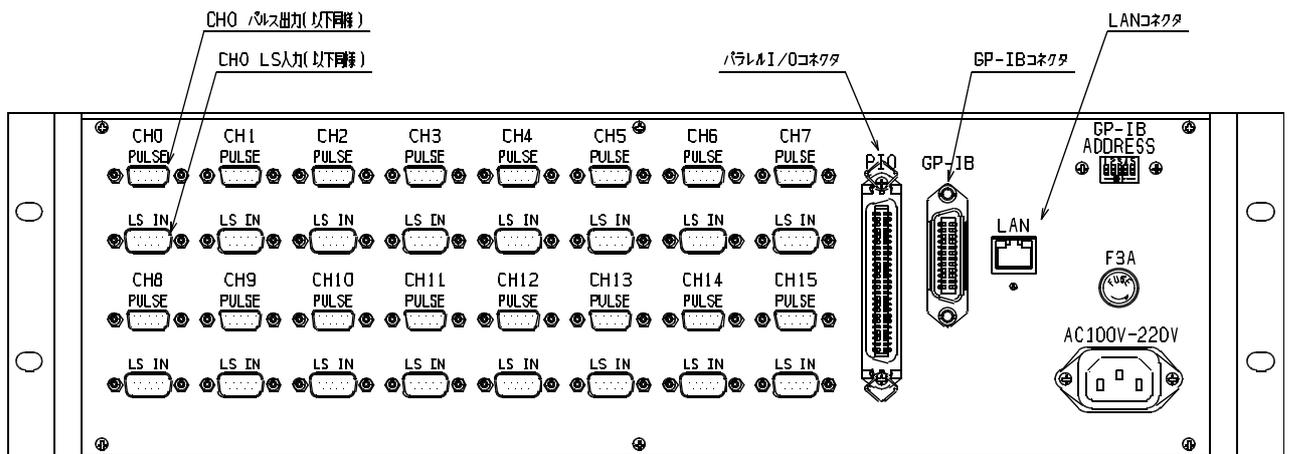 CH0 パルス出力(以下同様)
CH0 LS入力(以下同様)
パラレルI/Oコネクタ
GP-IBコネクタ
LANコネクタ
CH0 CH1 CH2 CH3 CH4 CH5 CH6 CH7
PULSE PULSE PULSE PULSE PULSE PULSE PULSE PULSE
LS IN LS IN LS IN LS IN LS IN LS IN LS IN LS IN
CH8 CH9 CH10 CH11 CH12 CH13 CH14 CH15
PULSE PULSE PULSE PULSE PULSE PULSE PULSE PULSE
LS IN LS IN LS IN LS IN LS IN LS IN LS IN LS IN
PIO
GP-IB
LAN
GP-IB
ADDRESS
F3A
FUSE
AC100V-220V